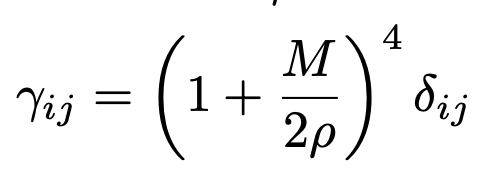 γ_{ij} = (1 + M/2ρ)^4 δ_{ij}